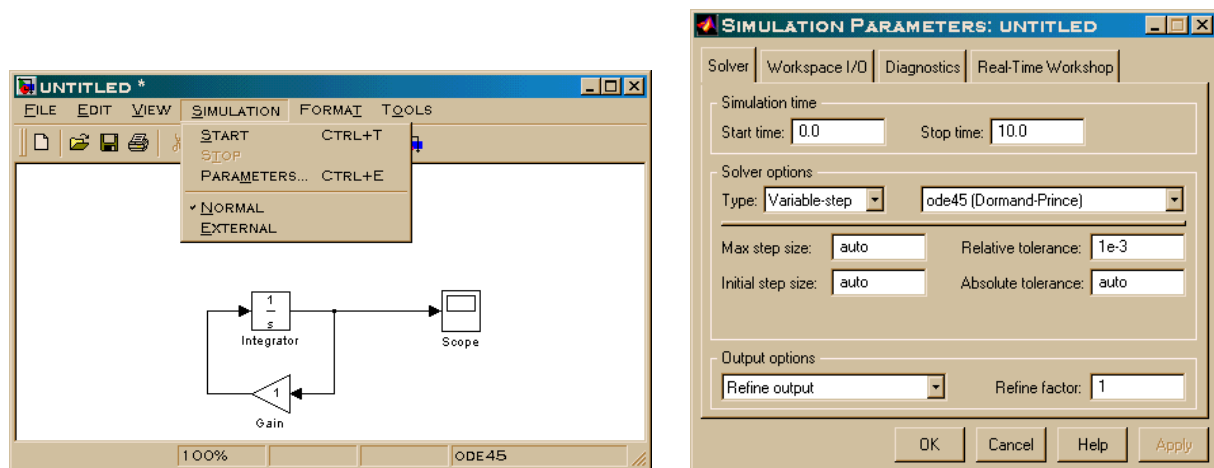 UNTITLED *
FILE EDIT VIEW SIMULATION FORMAT TOOLS
START CTRL+T
STOP
PARAMETERS... CTRL+E
NORMAL
EXTERNAL
1
s
Integrator
Scope
1
Gain
100% ODE45
SIMULATION PARAMETERS: UNTITLED
Solver Workspace I/O Diagnostics Real-Time Workshop
Simulation time
Start time: 0.0 Stop time: 10.0
Solver options
Type: Variable-step ode45 (Dormand-Prince)
Max step size: auto Relative tolerance: 1e-3
Initial step size: auto Absolute tolerance: auto
Output options
Refine output Refine factor: 1
OK Cancel Help Apply